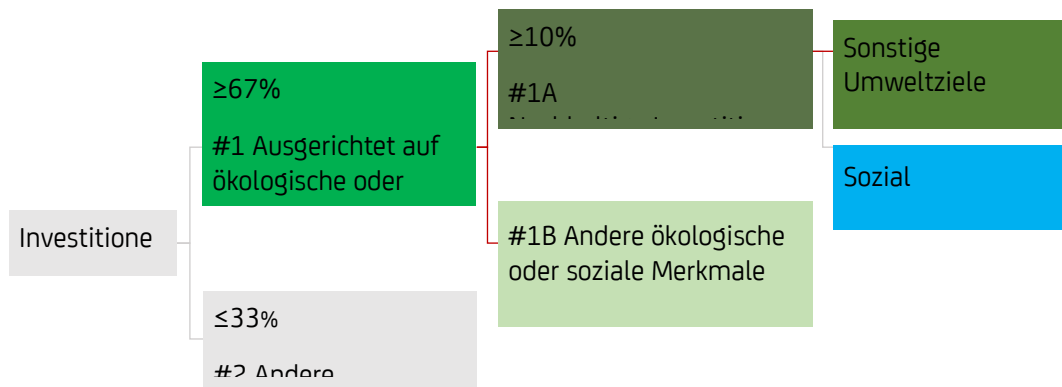 Investitione
≥67%
#1 Ausgerichtet auf
ökologische oder
≤33%
#2 Andere
≥10%
#1A
#1B Andere ökologische
oder soziale Merkmale
Sonstige
Umweltziele
Sozial